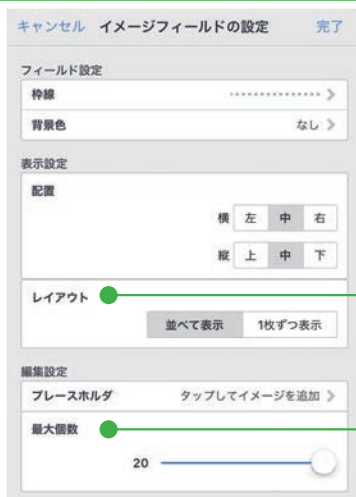 キャンセル イメージフィールドの設定 完了
フィールド設定
枠線
背景色 なし
表示設定
配置
横 左 中 右
縦 上 中 下
レイアウト
並べて表示 1枚ずつ表示
編集設定
プレースホルダ タップしてイメージを追加
最大個数
20